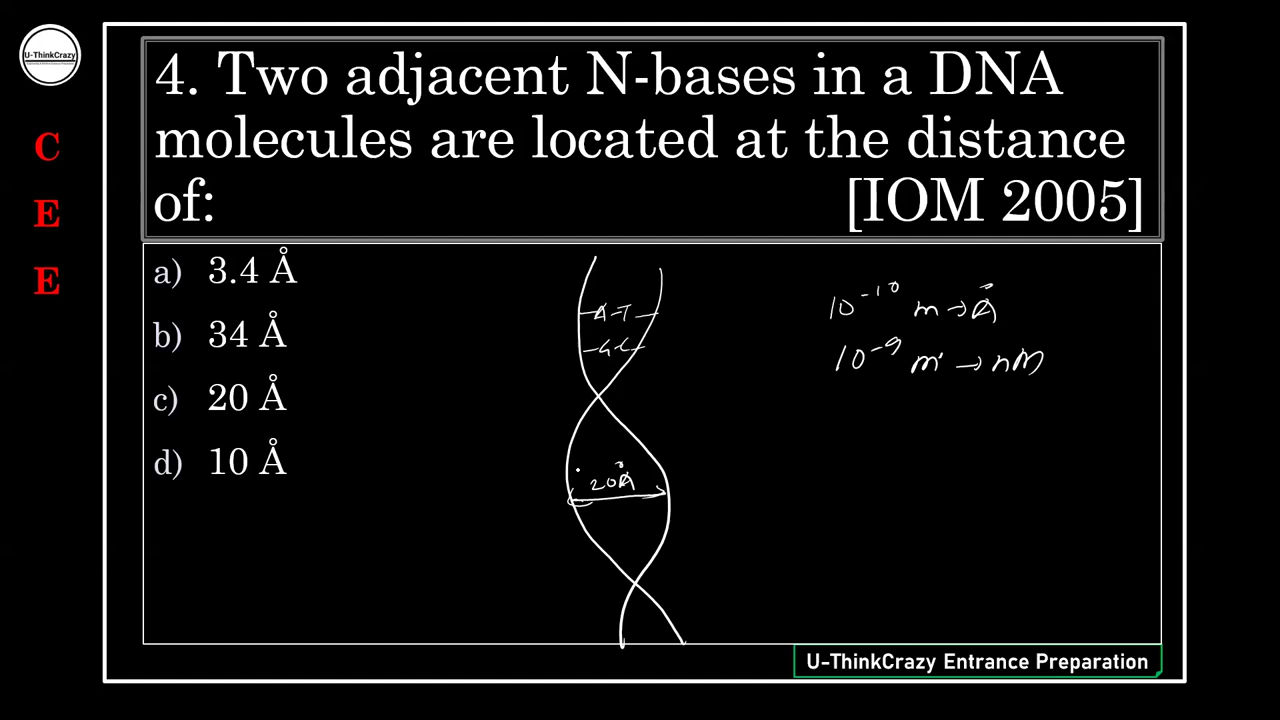 U-ThinkCrazy
C
E
E
4. Two adjacent N-bases in a DNA
molecules are located at the distance
of: [IOM 2005]
a) 3.4 Å
b) 34 Å
c) 20 Å
d) 10 Å
A-T
G-C
20Å
10⁻¹⁰ m → Å
10⁻⁹ m → nm
U-ThinkCrazy Entrance Preparation